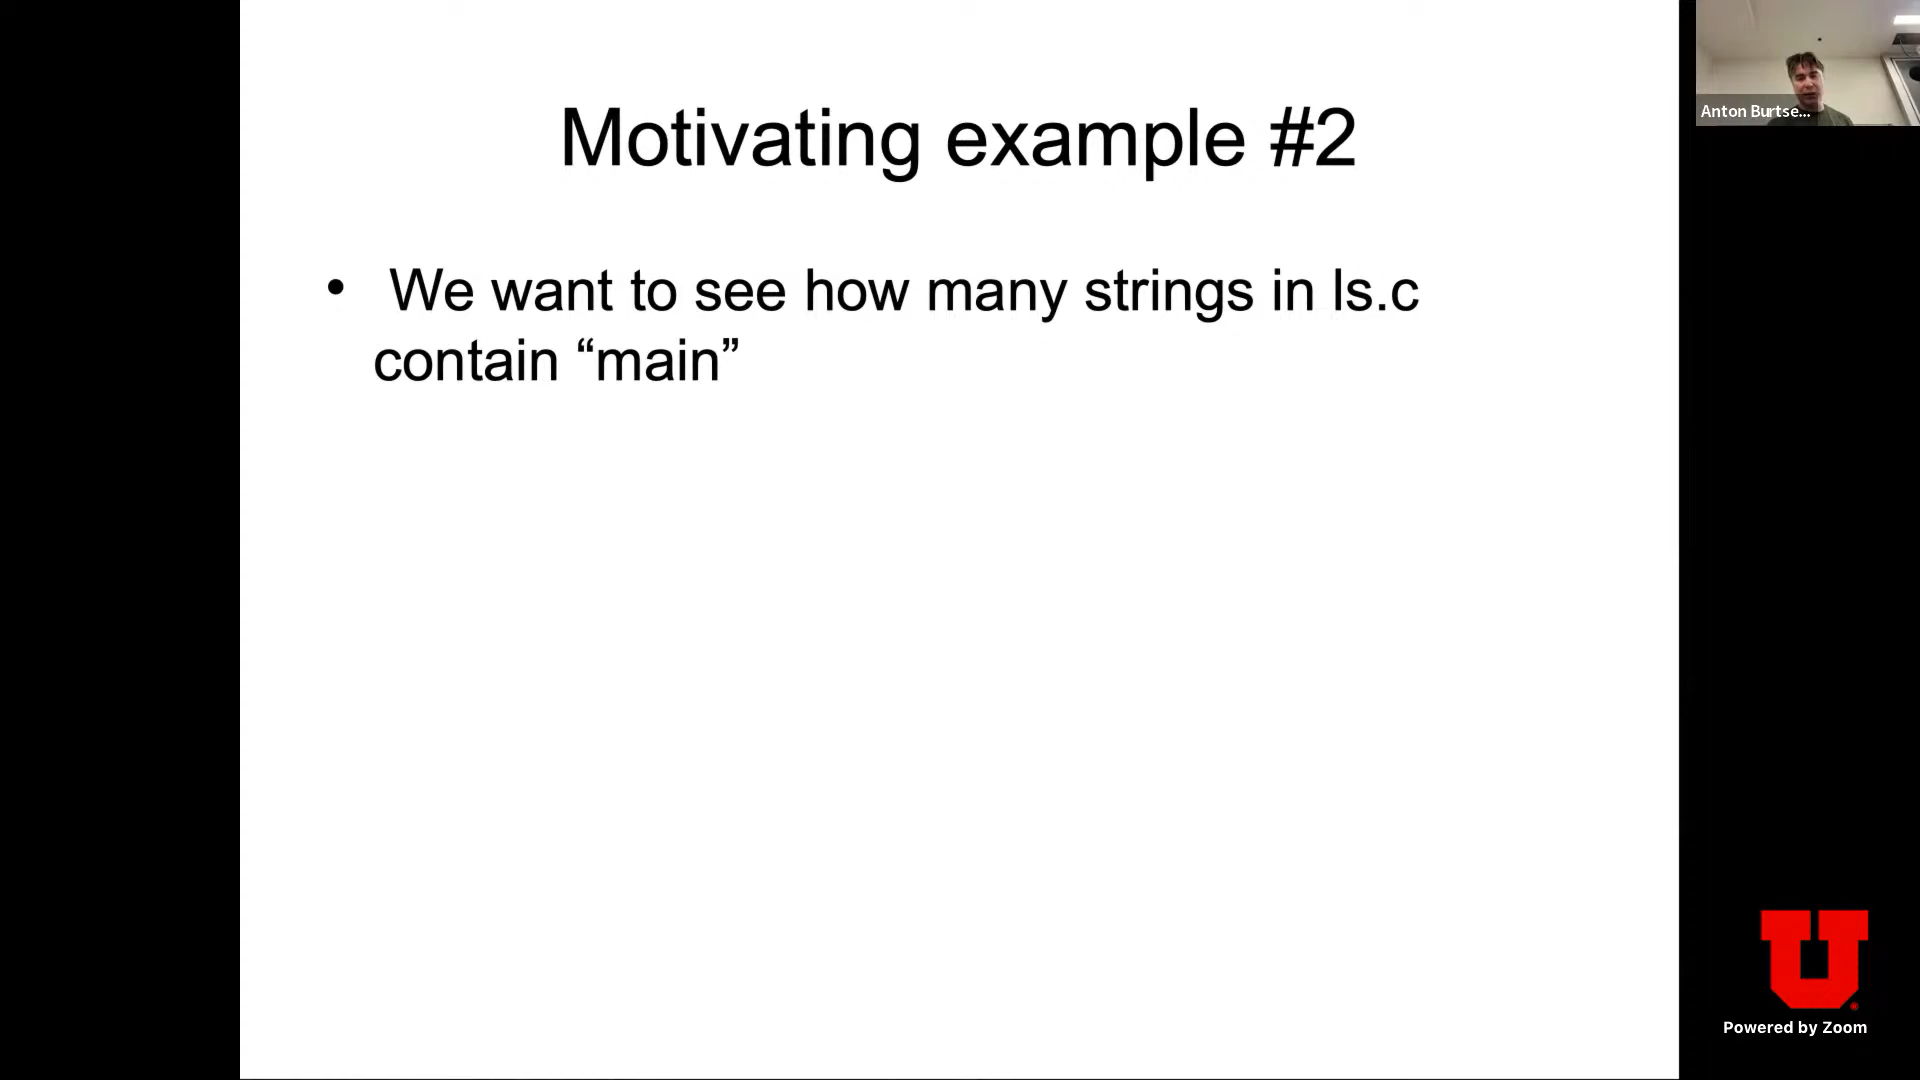 Motivating example #2
• We want to see how many strings in ls.c
contain “main”
Anton Burtse...
Powered by Zoom